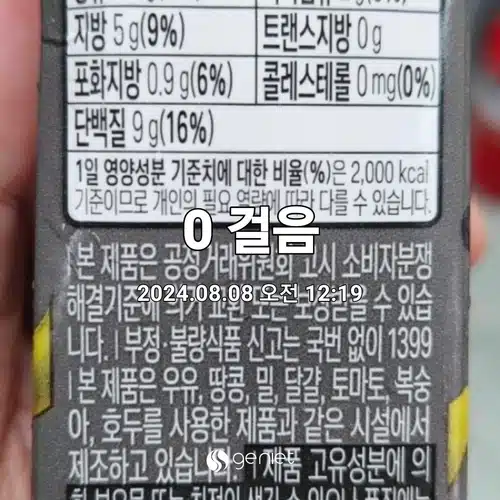 지방 5 g(9%) 트랜스지방 0 g
포화지방 0.9 g(6%) 콜레스테롤 0 mg(0%)
단백질 9 g(16%)
1일 영양성분 기준치에 대한 비율(%)은 2,000 kcal
기준이므로 개인의 필요 열량에 따라 다를 수 있습니다.
0 걸음
본 제품은 공정거래위원회 고시 소비자분쟁
2024.08.08 오전 12:19
해결기준에 의거 교환 또는 보상받을 수 있습
니다. | 부정·불량식품 신고는 국번 없이 1399
| 본 제품은 우유, 땅콩, 밀, 달걀, 토마토, 복숭
아, 호두를 사용한 제품과 같은 시설에서
제조하고 있습니다. 제품 고유성분에 의
geniet